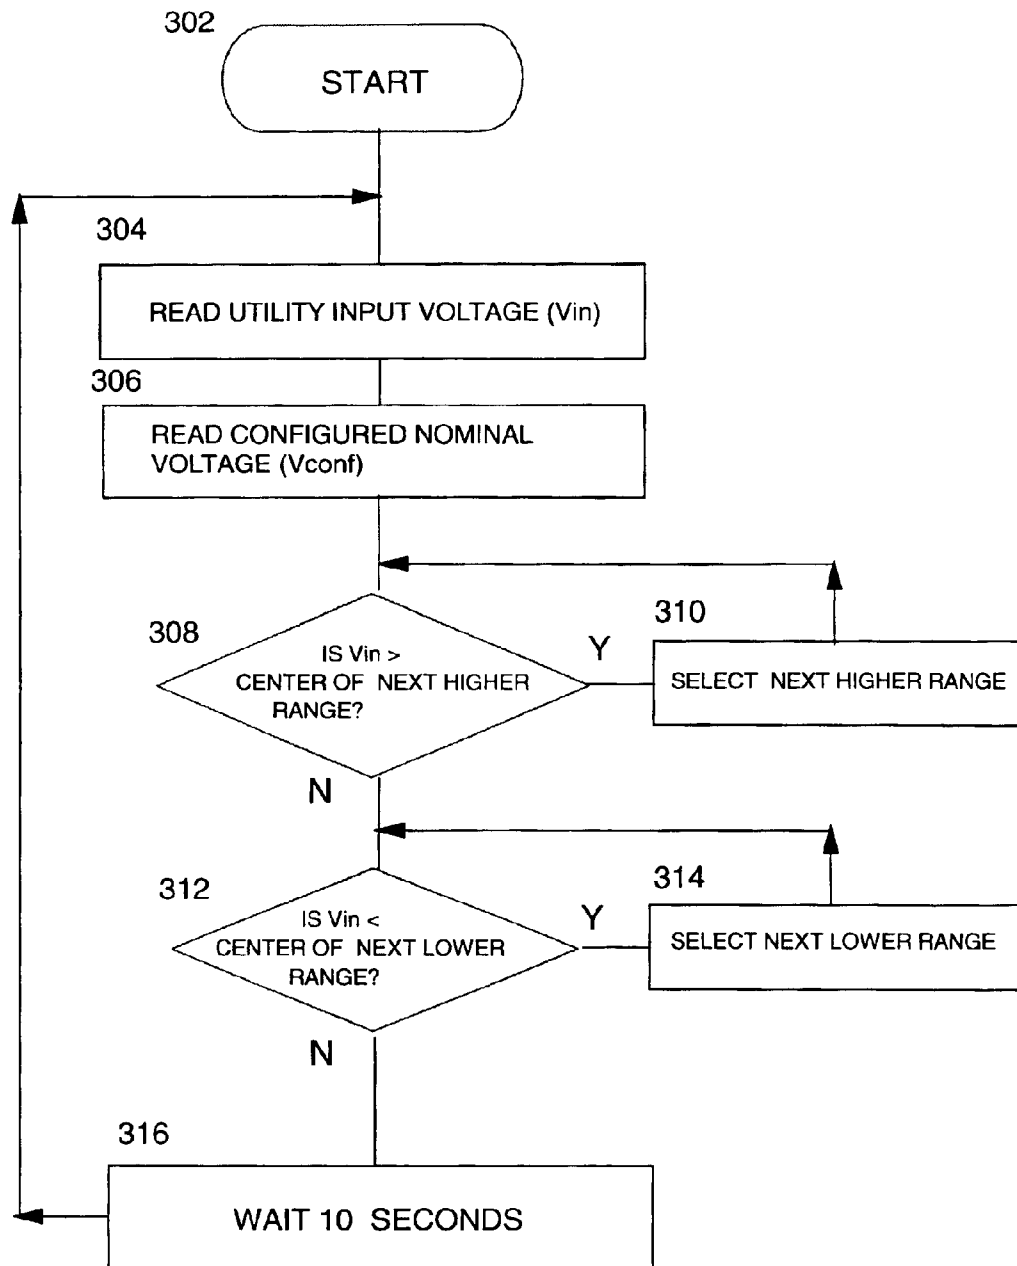 302
START
304
READ UTILITY INPUT VOLTAGE (Vin)
306
READ CONFIGURED NOMINAL
VOLTAGE (Vconf)
308
IS Vin >
CENTER OF NEXT HIGHER
RANGE?
Y
310
SELECT NEXT HIGHER RANGE
N
312
IS Vin <
CENTER OF NEXT LOWER
RANGE?
Y
314
SELECT NEXT LOWER RANGE
N
316
WAIT 10 SECONDS